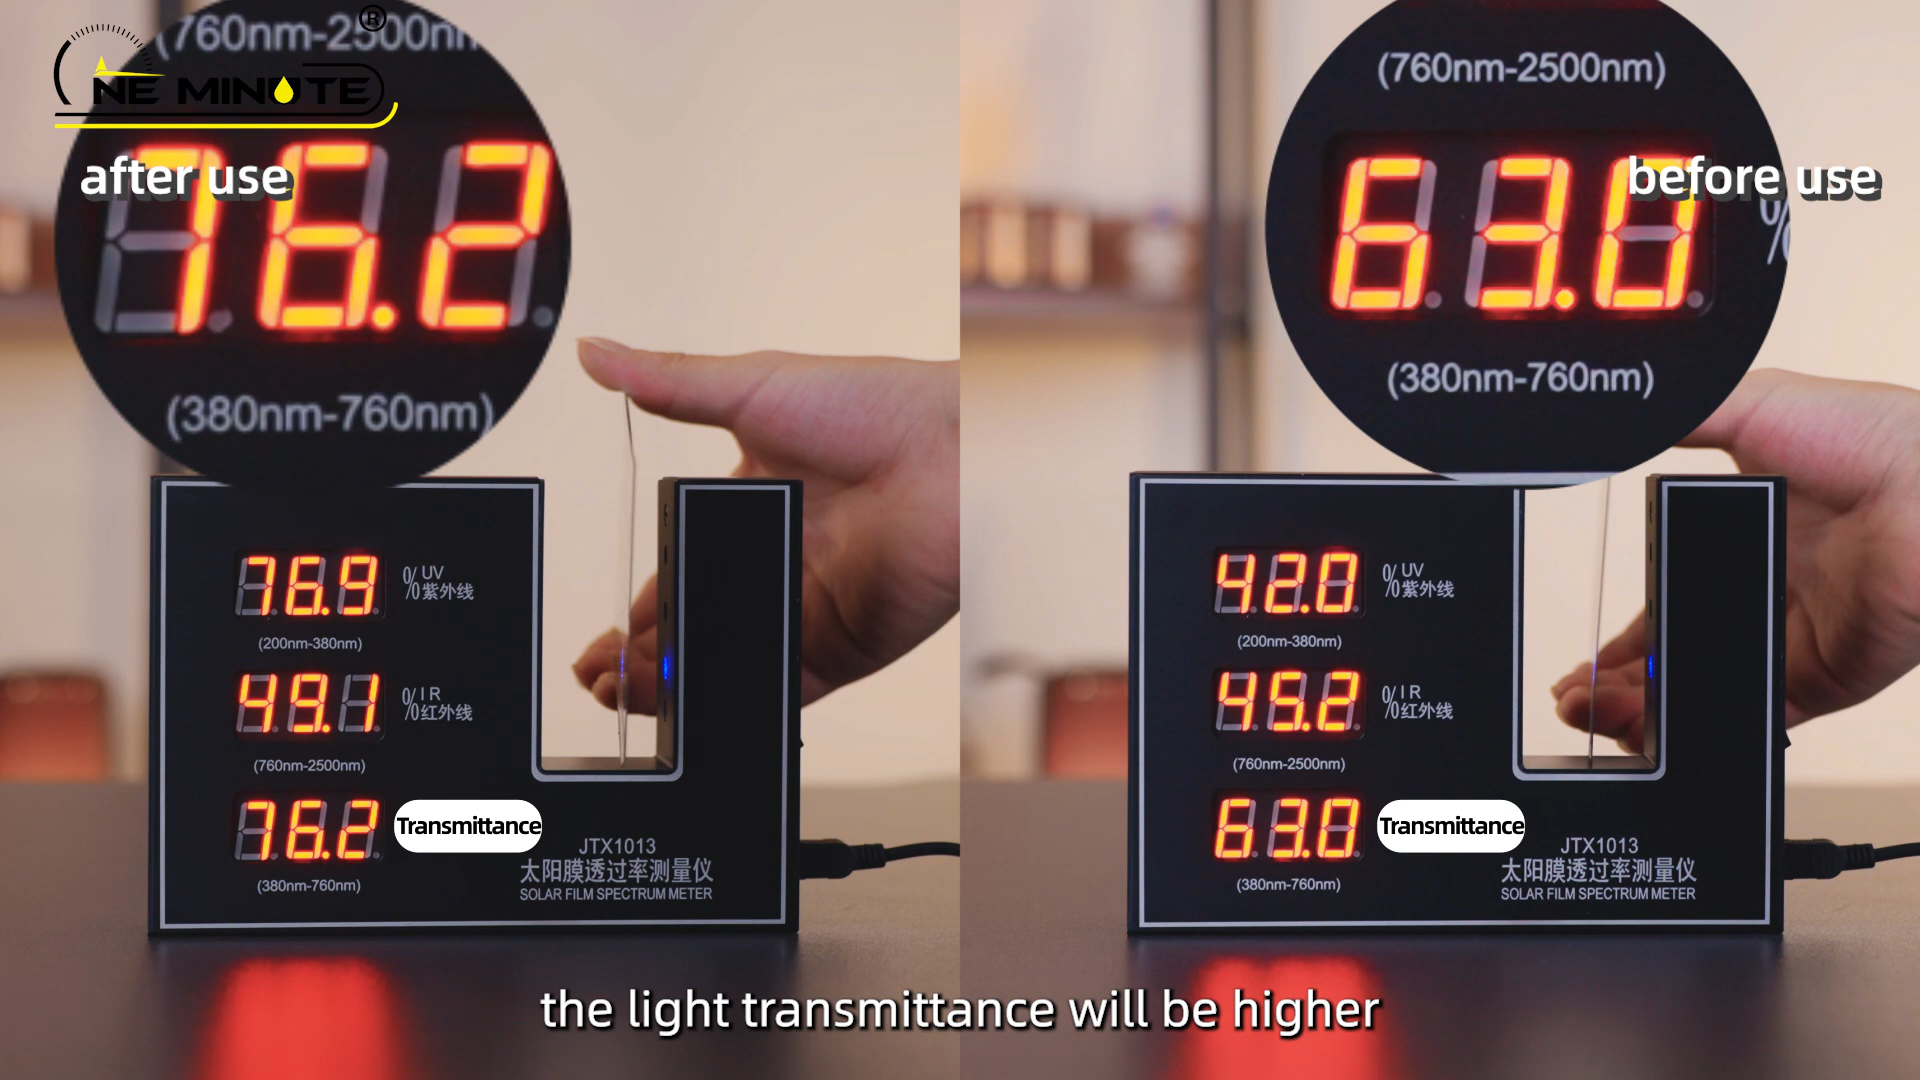 (760nm-2500nm)
®
NE MINUTE
after use
76.2
(380nm-760nm)
76.9 % UV 紫外线
(200nm-380nm)
49.1 % IR 红外线
(760nm-2500nm)
76.2 Transmittance
(380nm-760nm)
JTX1013
太阳膜透过率测量仪
SOLAR FILM SPECTRUM METER
(760nm-2500nm)
before use
63.0 %
(380nm-760nm)
42.0 % UV 紫外线
(200nm-380nm)
45.2 % IR 红外线
(760nm-2500nm)
63.0 Transmittance
(380nm-760nm)
JTX1013
太阳膜透过率测量仪
SOLAR FILM SPECTRUM METER
the light transmittance will be higher